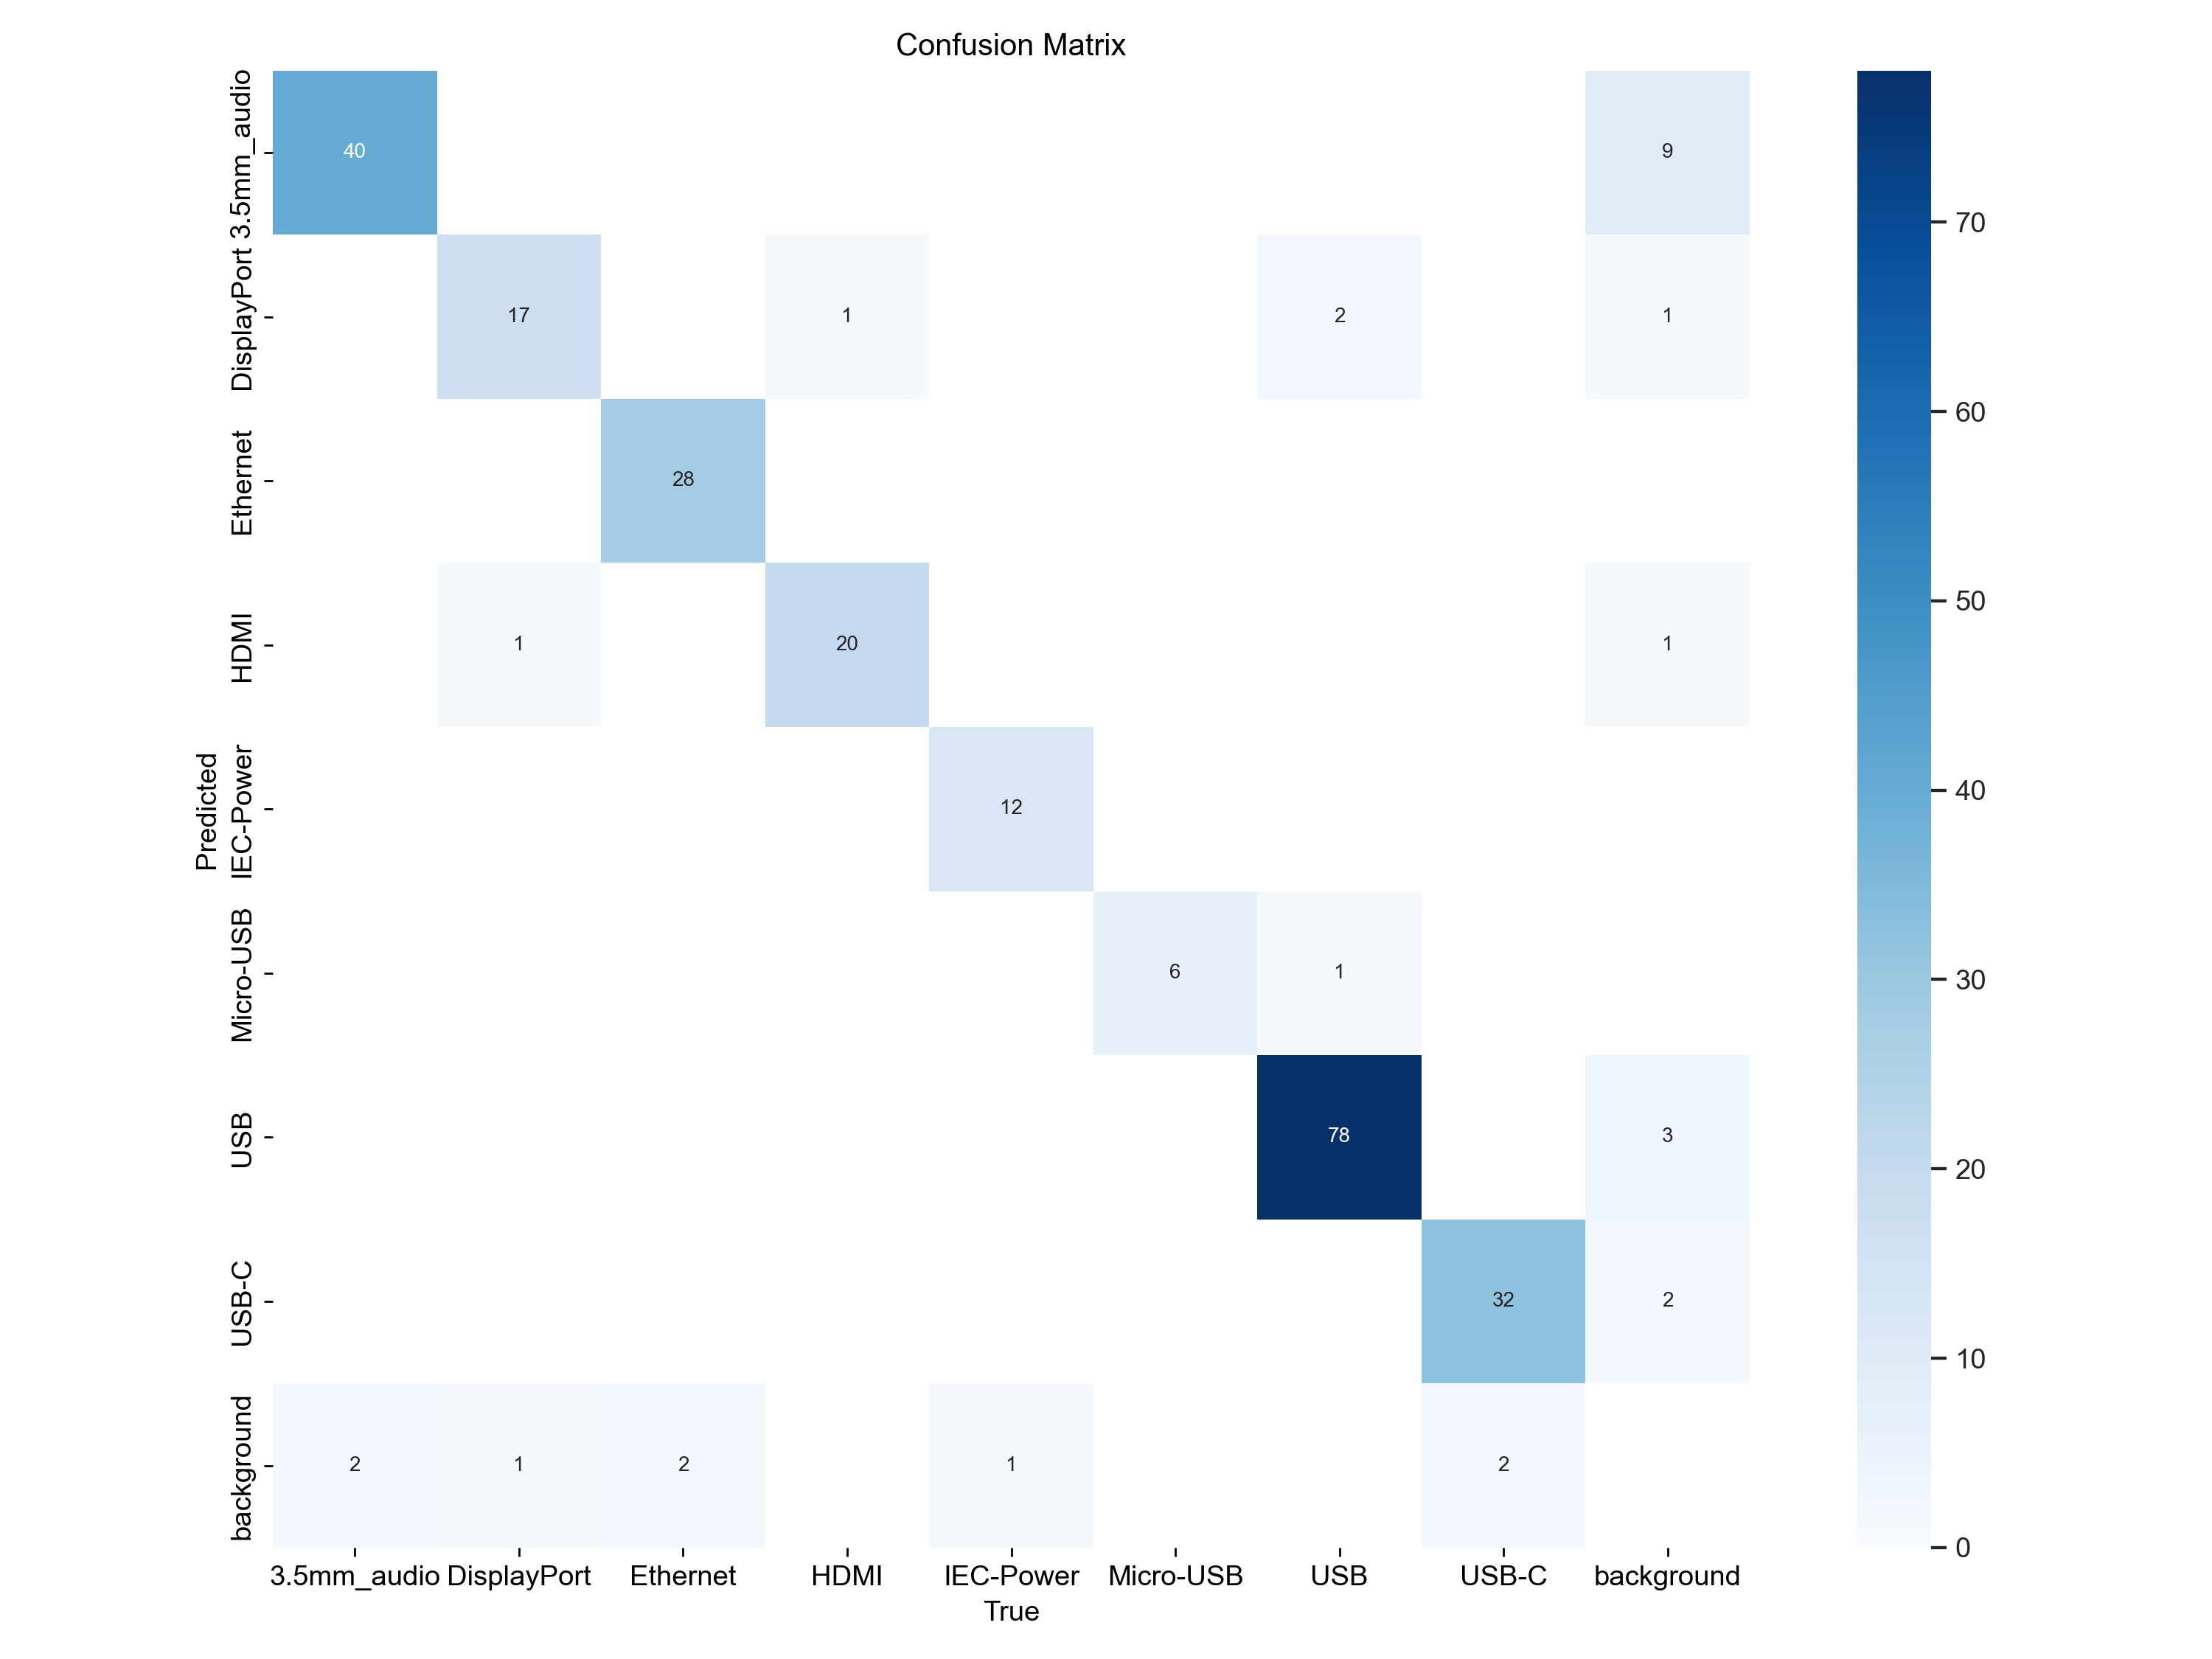 Confusion Matrix
3.5mm_audio
40
9
DisplayPort
17
1
2
1
Ethernet
28
HDMI
1
20
1
Predicted
IEC-Power
12
Micro-USB
6
1
USB
78
3
USB-C
32
2
background
2
1
2
1
2
3.5mm_audio DisplayPort Ethernet HDMI IEC-Power Micro-USB USB USB-C background
True
70
60
50
40
30
20
10
0